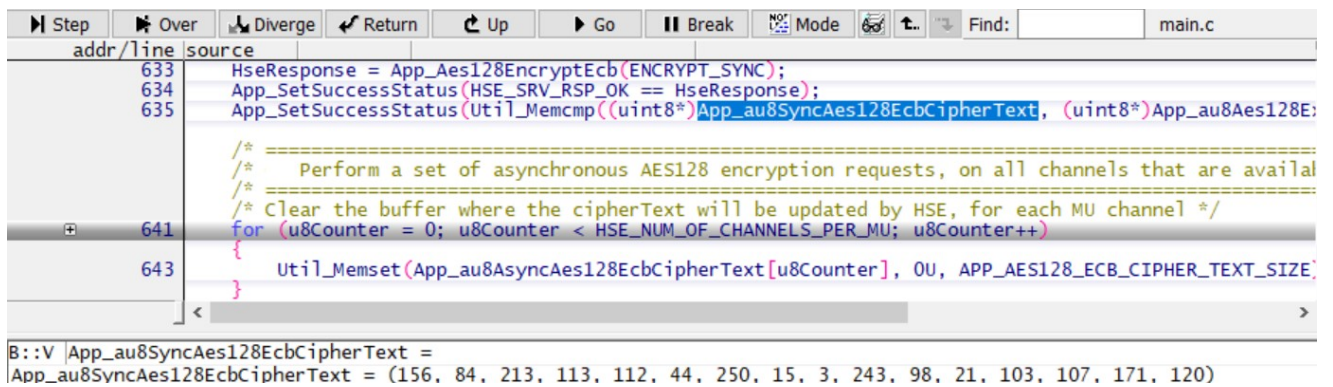 Step Over Diverge Return Up Go Break Mode Find: main.c
addr/line source
633 HseResponse = App_Aes128EncryptEcb(ENCRYPT_SYNC);
634 App_SetSuccessStatus(HSE_SRV_RSP_OK == HseResponse);
635 App_SetSuccessStatus(Util_Memcmp((uint8*)App_au8SyncAes128EcbCipherText, (uint8*)App_au8Aes128E
/* ==========================================================================================
/* Perform a set of asynchronous AES128 encryption requests, on all channels that are availal
/* ==========================================================================================
/* Clear the buffer where the cipherText will be updated by HSE, for each MU channel */
641 for (u8Counter = 0; u8Counter < HSE_NUM_OF_CHANNELS_PER_MU; u8Counter++)
{
643 Util_Memset(App_au8AsyncAes128EcbCipherText[u8Counter], 0U, APP_AES128_ECB_CIPHER_TEXT_SIZE)
}
B::V App_au8SyncAes128EcbCipherText =
App_au8SyncAes128EcbCipherText = (156, 84, 213, 113, 112, 44, 250, 15, 3, 243, 98, 21, 103, 107, 171, 120)